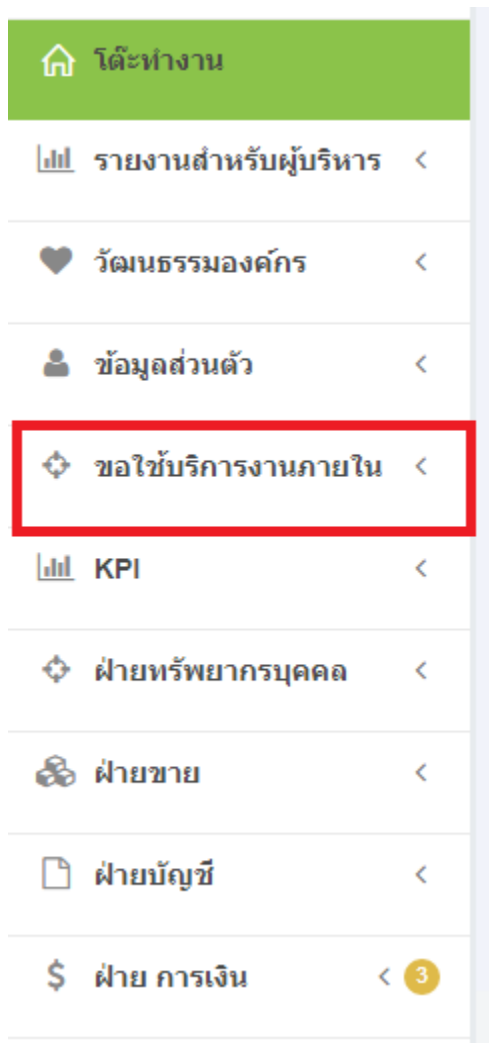 โต๊ะทำงาน
รายงานสำหรับผู้บริหาร
วัฒนธรรมองค์กร
ข้อมูลส่วนตัว
ขอใช้บริการงานภายใน
KPI
ฝ่ายทรัพยากรบุคคล
ฝ่ายขาย
ฝ่ายบัญชี
ฝ่าย การเงิน 3